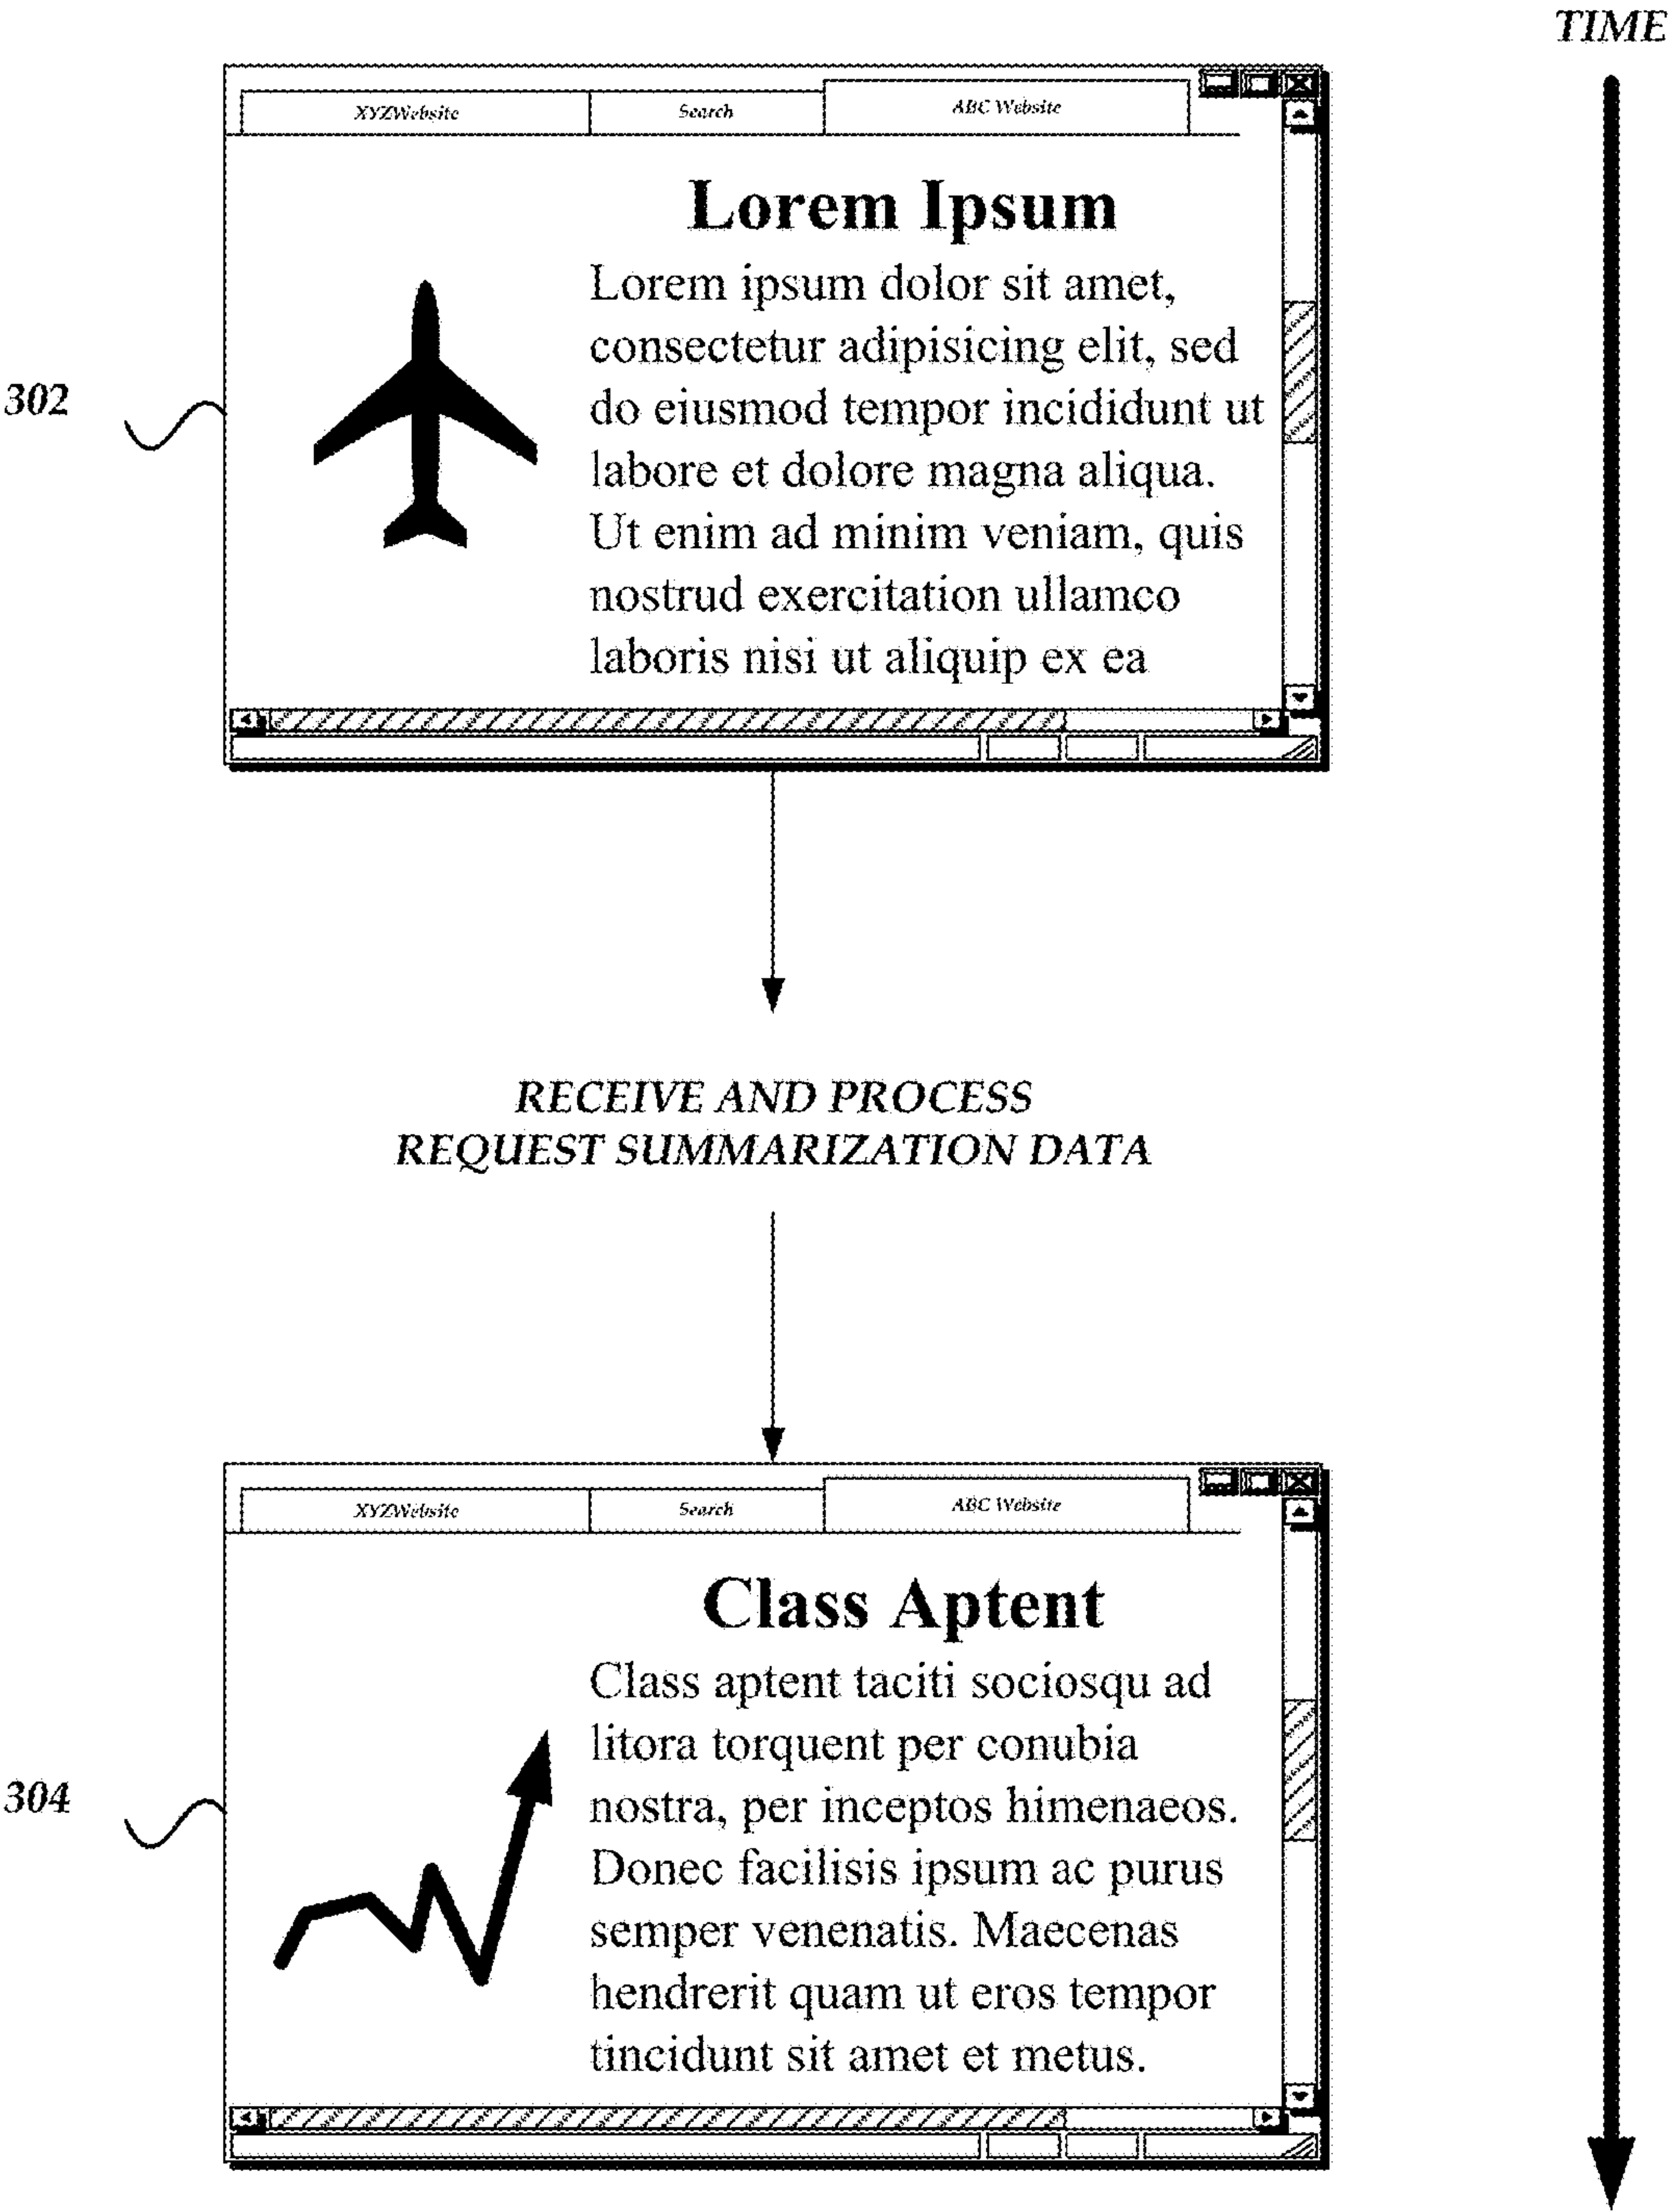 TIME
XYZWebsite
Search
ABC Website
Lorem Ipsum
Lorem ipsum dolor sit amet,
consectetur adipisicing elit, sed
do eiusmod tempor incididunt ut
labore et dolore magna aliqua.
Ut enim ad minim veniam, quis
nostrud exercitation ullamco
laboris nisi ut aliquip ex ea
302
RECEIVE AND PROCESS
REQUEST SUMMARIZATION DATA
XYZWebsite
Search
ABC Website
Class Aptent
Class aptent taciti sociosqu ad
litora torquent per conubia
nostra, per inceptos himenaeos.
Donec facilisis ipsum ac purus
semper venenatis. Maecenas
hendrerit quam ut eros tempor
tincidunt sit amet et metus.
304